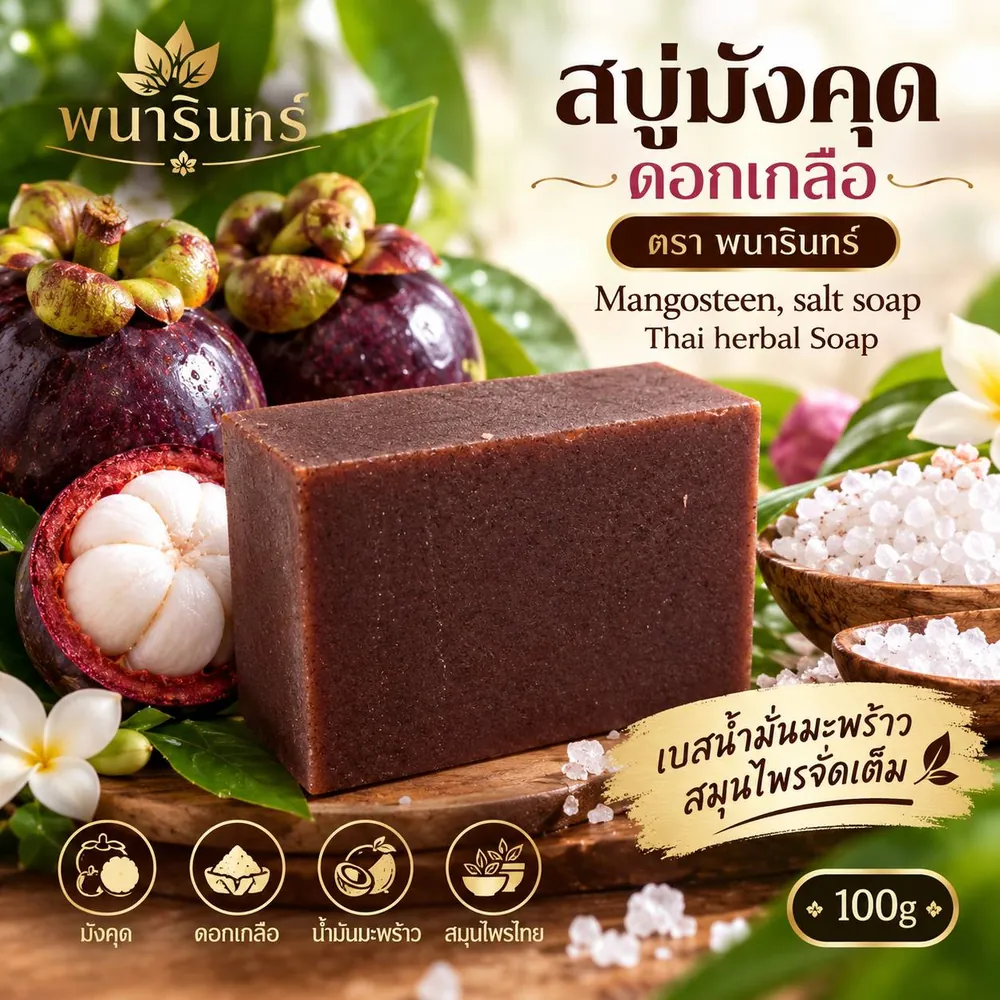 พนารินทร์
สบู่มังคุด
ดอกเกลือ
ตรา พนารินทร์
Mangosteen, salt soap
Thai herbal Soap
เบสน้ำมั่นมะพร้าว
สมุนไพรจัดเต็ม
มังคุด
ดอกเกลือ
น้ำมันมะพร้าว
สมุนไพรไทย
100g